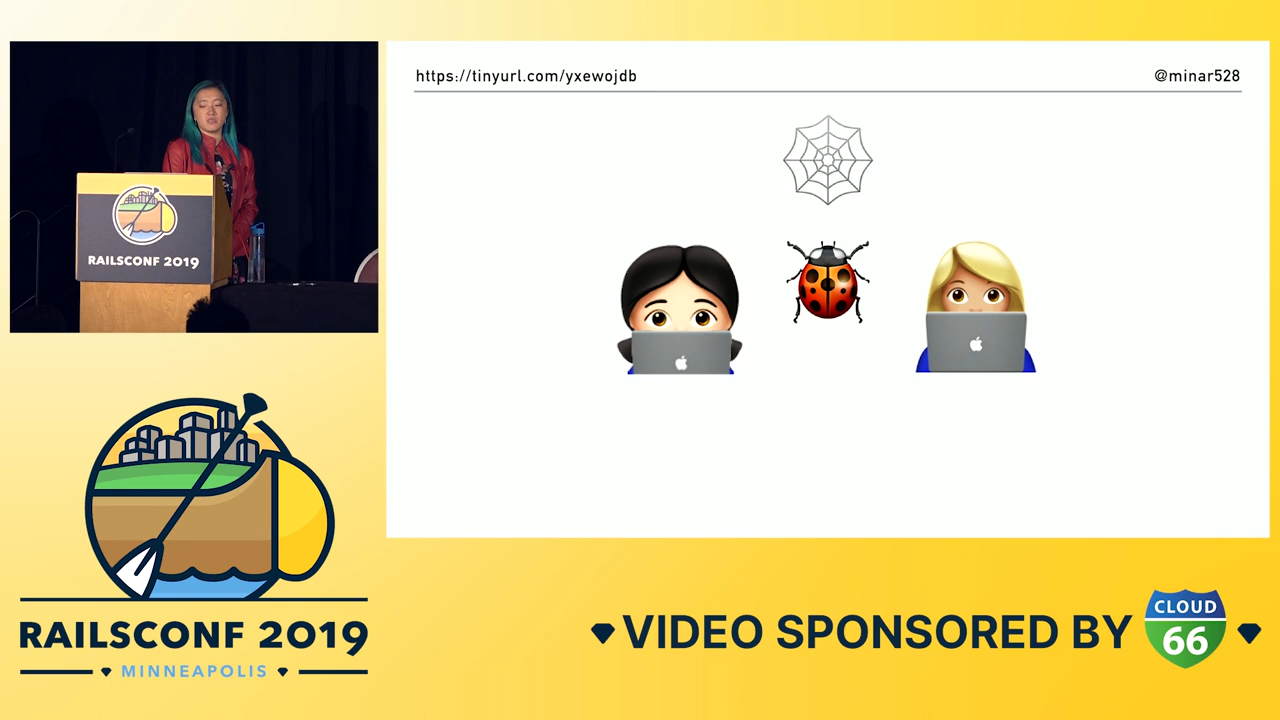 https://tinyurl.com/yxewojdb
@minar528
RAILSCONF 2019
RAILSCONF 2019
MINNEAPOLIS
VIDEO SPONSORED BY
CLOUD
66